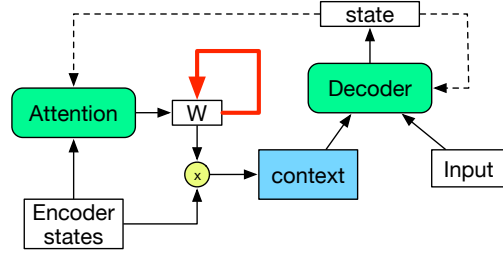 state
Attention
W
Decoder
x
context
Input
Encoder
states